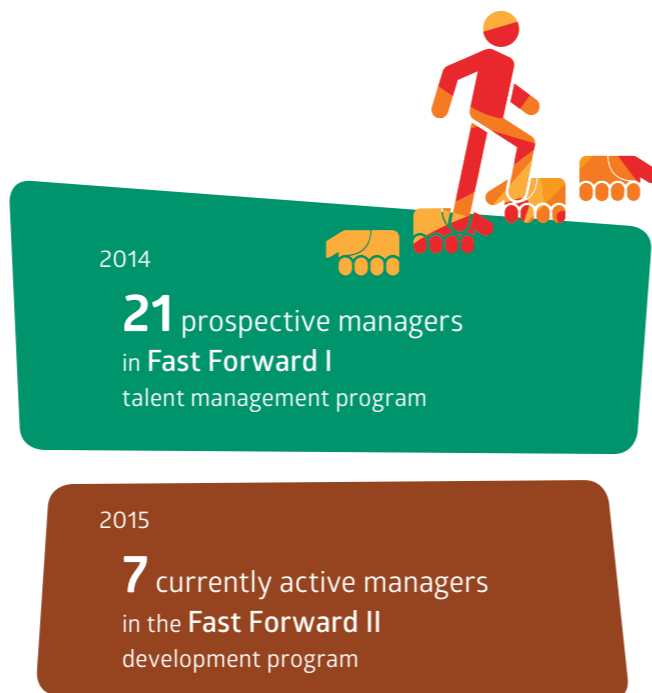 2014
21 prospective managers
in Fast Forward I
talent management program
2015
7 currently active managers
in the Fast Forward II
development program